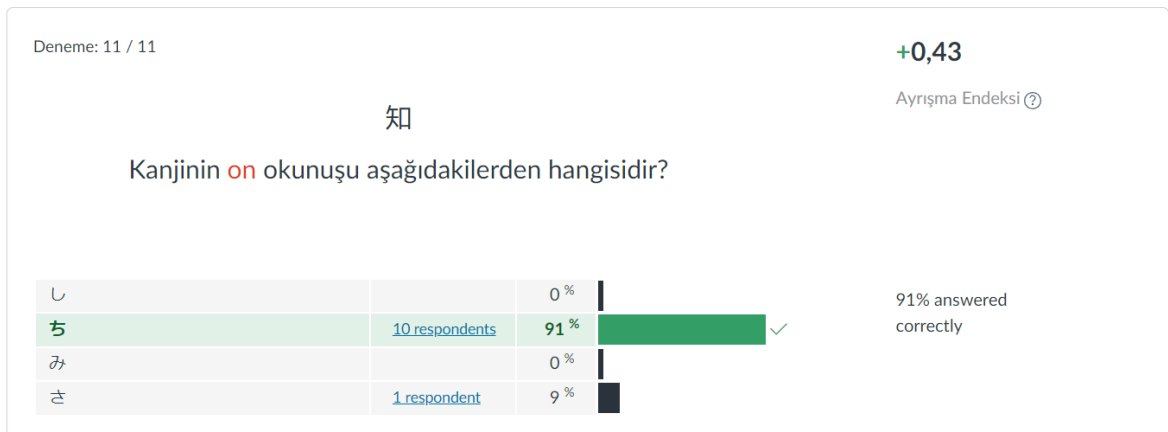 Deneme: 11 / 11
+0,43
Ayrışma Endeksi ?
知
Kanjinin on okunuşu aşağıdakilerden hangisidir?
し 0 %
ち 10 respondents 91 %
み 0 %
さ 1 respondent 9 %
91% answered
correctly